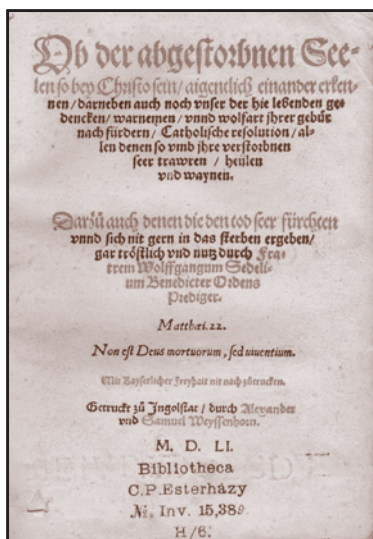 Ob der abgestorbnen See-
len so bey Christo sein / aigentlich einander erken-
nen / darneben auch noch vnser der hie lebenden ge-
dencken / warnemen / vnnd wolfart jhrer gebür
nach fürdern / Catholische resolution / al-
len denen so vmb jhre verstorbnen
seer trawren / heülen
vnd waynen.
Darzů auch denen die den tod seer fürchten
vnnd sich nit gern in das sterben ergeben /
gar tröstlich vnd nutz durch Fra-
trem Wolffgangum Sedeli-
um Benedicter Ordens
Prediger.
Matthæi. 22.
Non est Deus mortuorum, sed viuentium.
Mit Kayserlicher Freyhait nit nach zůtrucken.
Getruckt zů Jngolstat / durch Alexander
vnd Samuel Weyssenhorn.
M. D. LI.
Bibliotheca
C.P.Esterházy
№. Inv. 15,389
H/6.